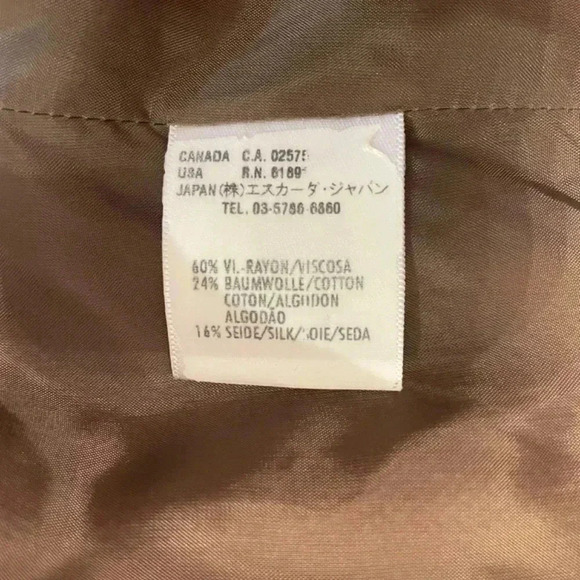 CANADA C.A. 02575
USA R.N. 8189
JAPAN (株)エスカーダ・ジャパン
TEL. 03-5786-6860
60% VI.-RAYON/VISCOSA
24% BAUMWOLLE/COTTON
COTON/ALGODON
ALGODÃO
16% SEIDE/SILK/SOIE/SEDA